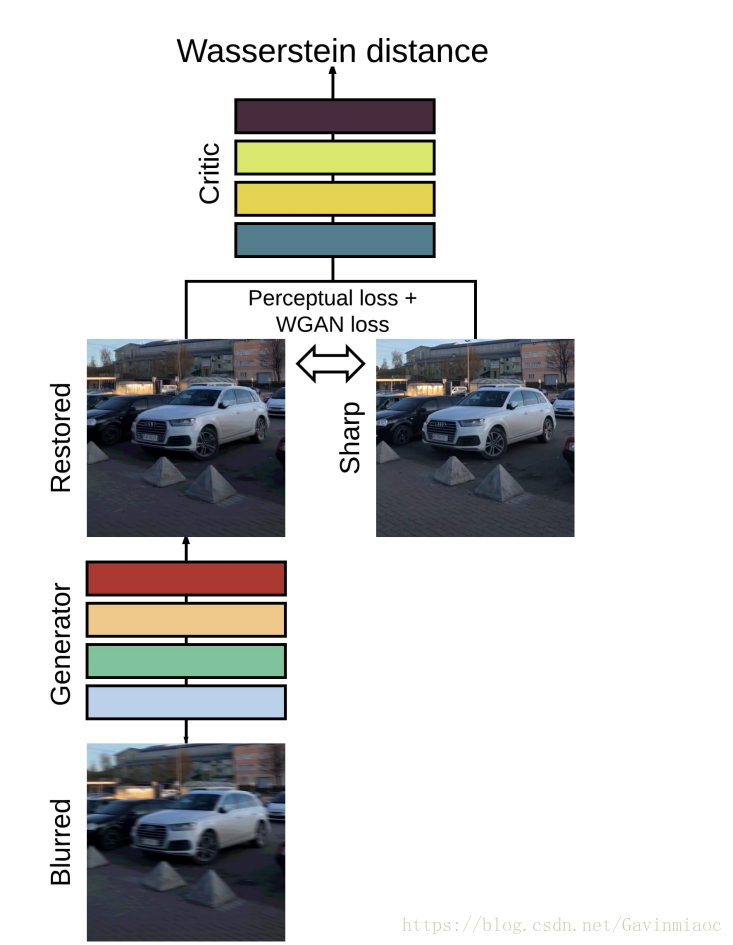 Wasserstein distance
Critic
Perceptual loss +
WGAN loss
Restored
Sharp
Generator
Blurred
https://blog.csdn.net/Gavinmiaoc